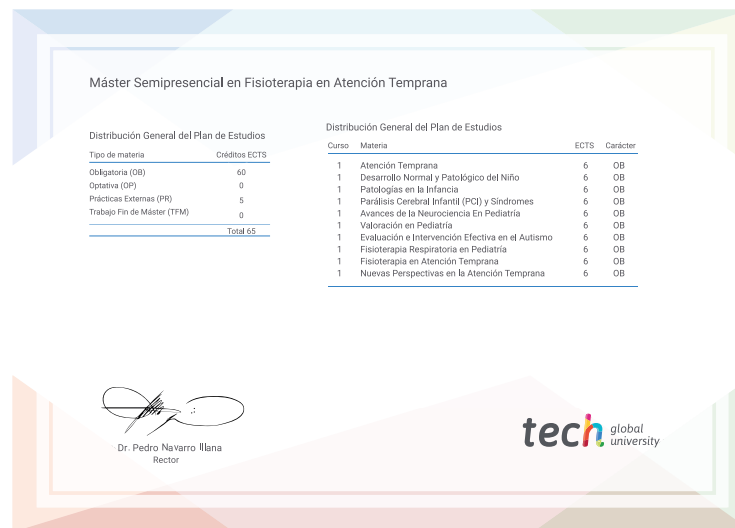 Máster Semipresencial en Fisioterapia en Atención Temprana
Distribución General del Plan de Estudios
Tipo de materia Créditos ECTS
Obligatoria (OB) 60
Optativa (OP) 0
Prácticas Externas (PR) 5
Trabajo Fin de Máster (TFM) 0
Total 65
Distribución General del Plan de Estudios
Curso Materia ECTS Carácter
1 Atención Temprana 6 OB
1 Desarrollo Normal y Patológico del Niño 6 OB
1 Patologías en la Infancia 6 OB
1 Parálisis Cerebral Infantil (PCI) y Síndromes 6 OB
1 Avances de la Neurociencia En Pediatría 6 OB
1 Valoración en Pediatría 6 OB
1 Evaluación e Intervención Efectiva en el Autismo 6 OB
1 Fisioterapia Respiratoria en Pediatría 6 OB
1 Fisioterapia en Atención Temprana 6 OB
1 Nuevas Perspectivas en la Atención Temprana 6 OB
Dr. Pedro Navarro Illana
Rector
tech global
university